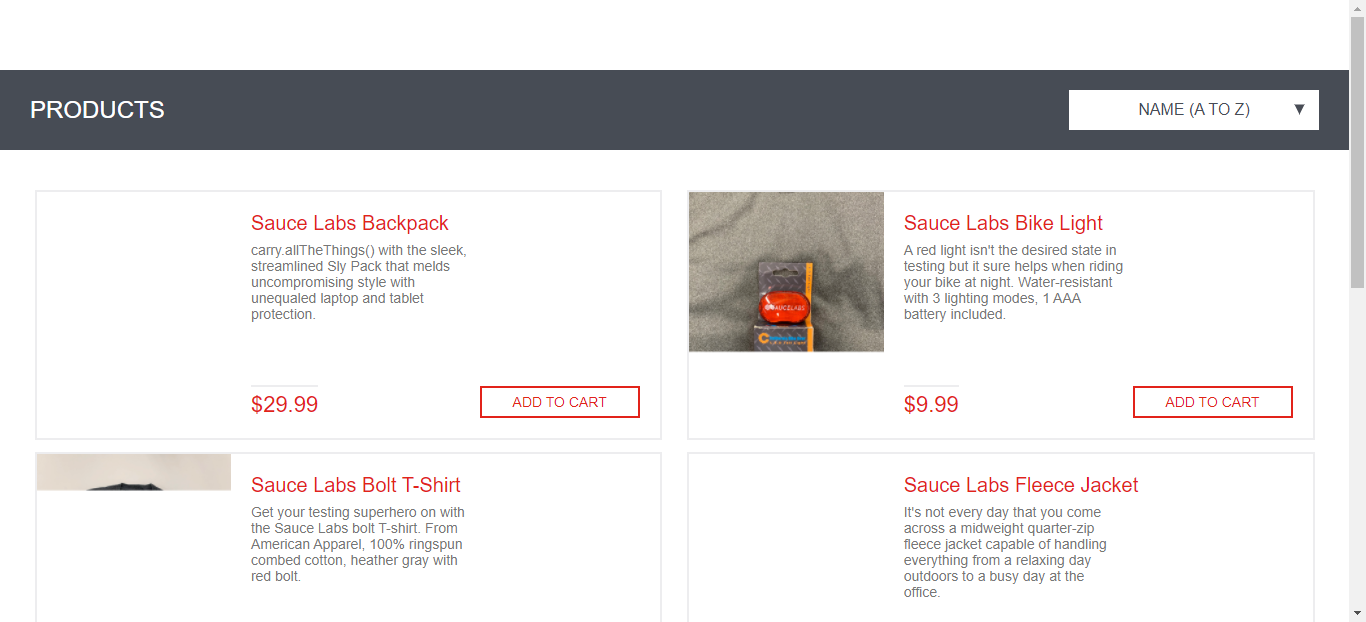 PRODUCTS
NAME (A TO Z)
Sauce Labs Backpack
carry.allTheThings() with the sleek,
streamlined Sly Pack that melds
uncompromising style with
unequaled laptop and tablet
protection.
$29.99
ADD TO CART
SAUCELABS
Sauce Labs Bike Light
A red light isn't the desired state in
testing but it sure helps when riding
your bike at night. Water-resistant
with 3 lighting modes, 1 AAA
battery included.
$9.99
ADD TO CART
Sauce Labs Bolt T-Shirt
Get your testing superhero on with
the Sauce Labs bolt T-shirt. From
American Apparel, 100% ringspun
combed cotton, heather gray with
red bolt.
Sauce Labs Fleece Jacket
It's not every day that you come
across a midweight quarter-zip
fleece jacket capable of handling
everything from a relaxing day
outdoors to a busy day at the
office.